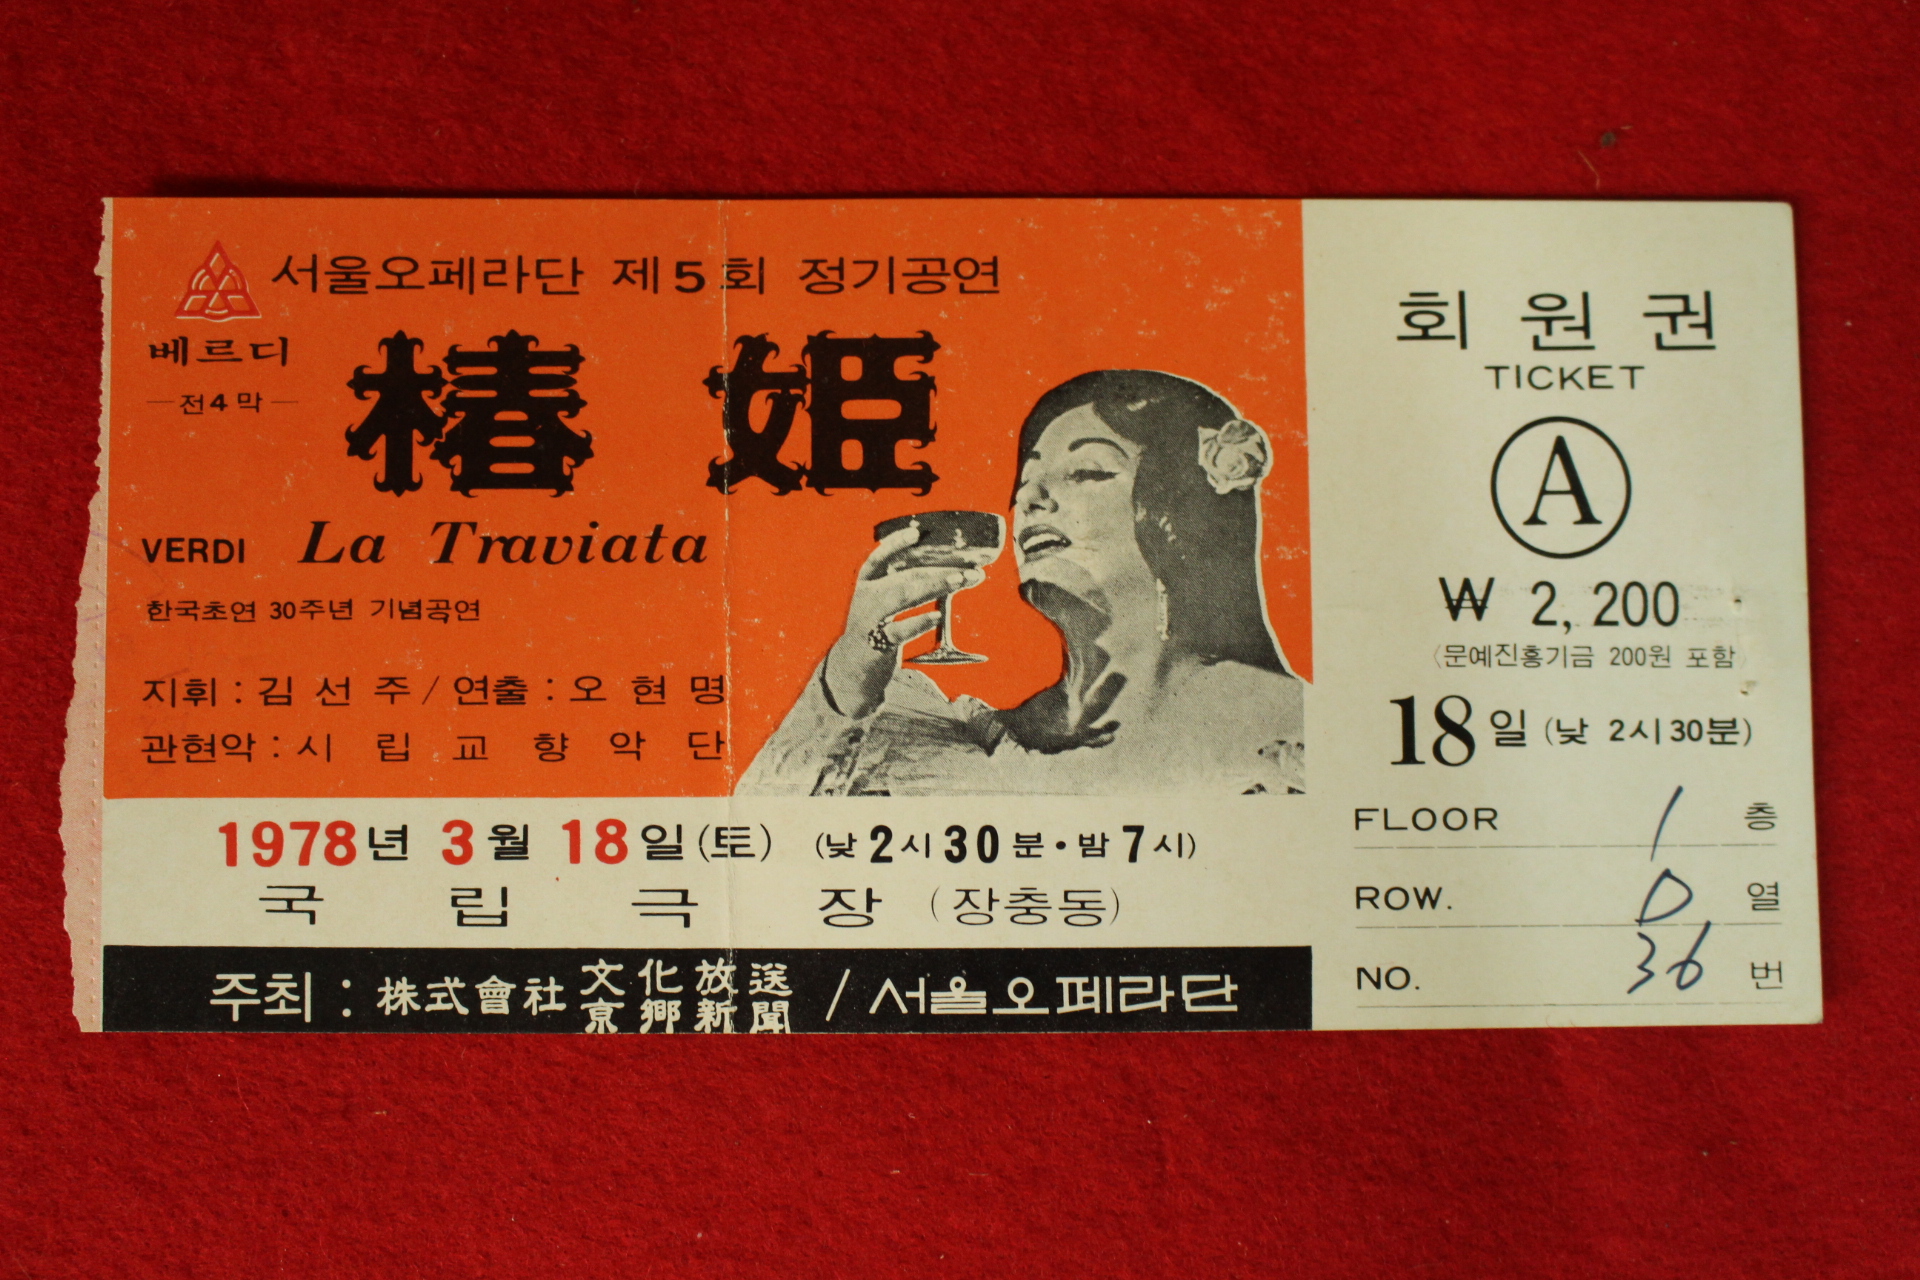 서울오페라단 제5회 정기공연
베르디
—전4막—
椿姫
VERDI La Traviata
한국초연 30주년 기념공연
지휘 : 김선주 / 연출 : 오현명
관현악 : 시립교향악단
1978년 3월 18일 (토) (낮 2시 30분 · 밤 7시)
국립극장 (장충동)
주최 : 株式會社 文化放送 京鄕新聞 / 서울오페라단
회원권
TICKET
A
₩ 2,200
〈문예진흥기금 200원 포함〉
18일 (낮 2시 30분)
FLOOR 1 층
ROW. D 열
NO. 36 번